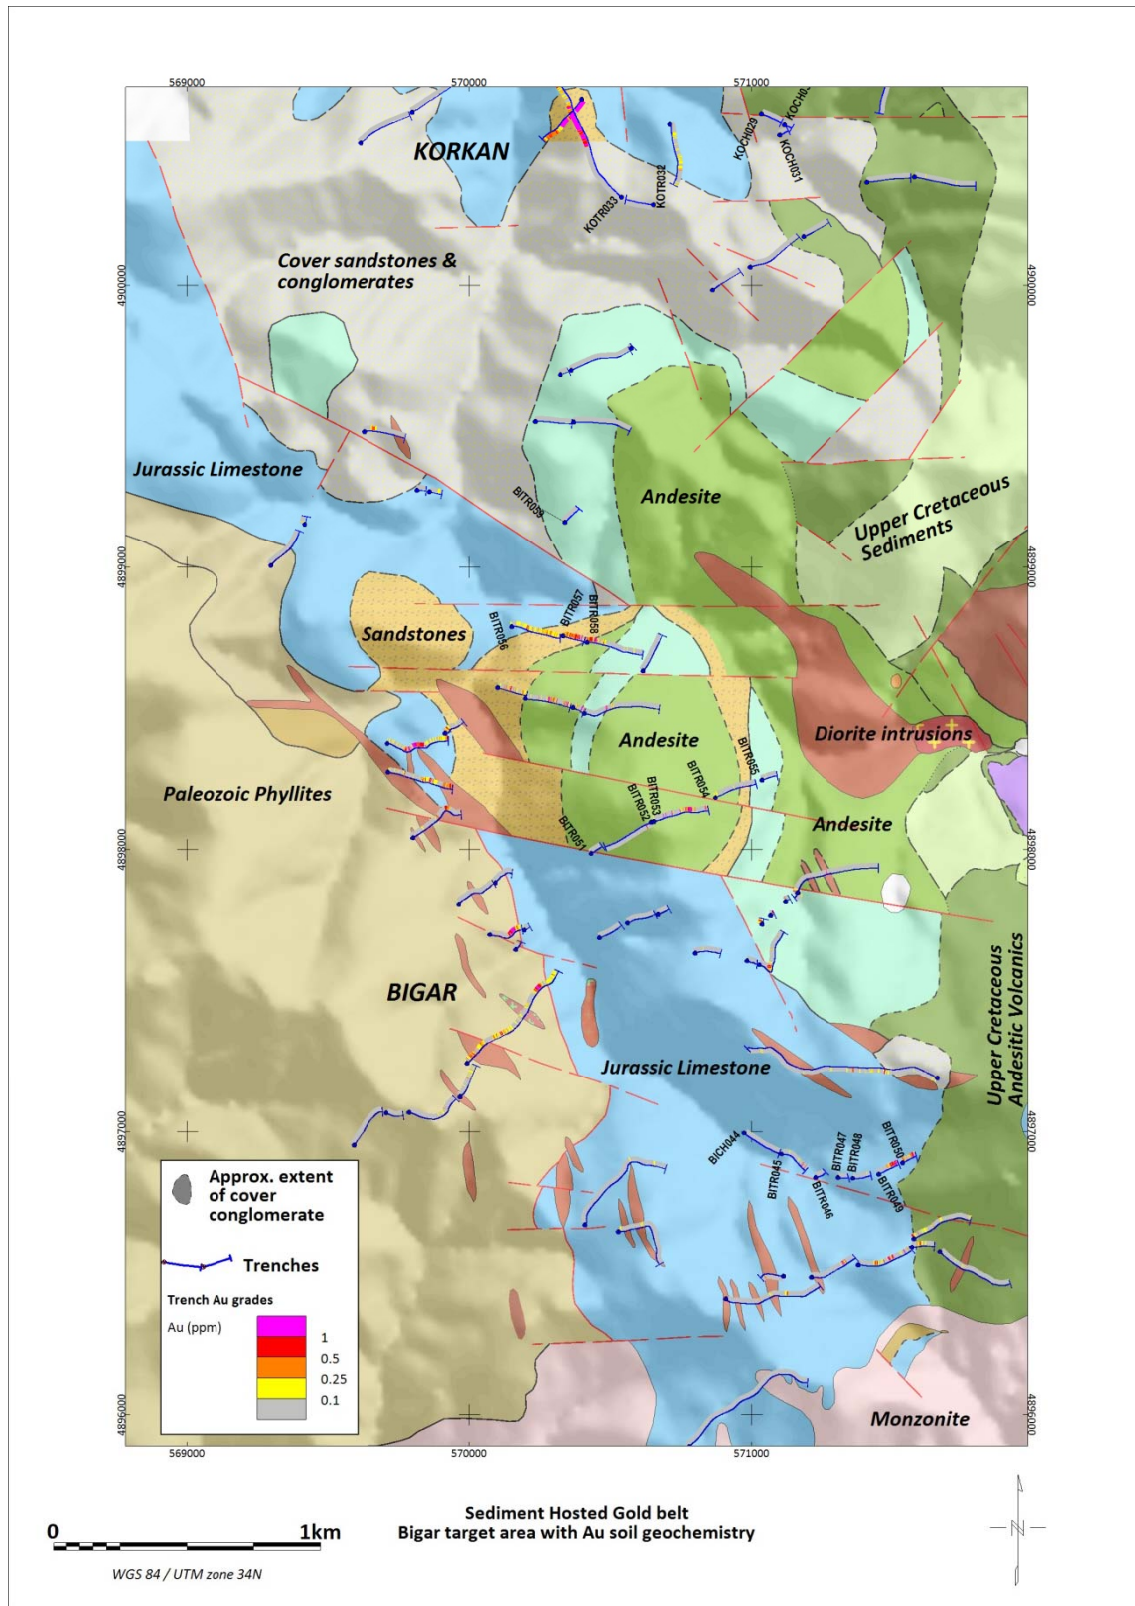 569000
570000
571000
KORKAN
KOTR032
KOTR033
KOCH029
KOCH031
4900000
4900000
Cover sandstones &
conglomerates
Jurassic Limestone
Andesite
BITR059
Upper Cretaceous
Sediments
4899000
4899000
BITR056
BITR057
BITR058
Sandstones
Andesite
Diorite intrusions
BITR055
BITR054
Paleozoic Phyllites
BITR053
BITR052
BITR051
Andesite
4898000
4898000
BIGAR
Upper Cretaceous
Andesitic Volcanics
Jurassic Limestone
4897000
4897000
BICH044
BITR045
BITR046
BITR047
BITR048
BITR049
BITR050
Approx. extent
of cover
conglomerate
Trenches
Trench Au grades
Au (ppm)
1
0.5
0.25
0.1
Monzonite
4896000
4896000
569000
570000
571000
Sediment Hosted Gold belt
Bigar target area with Au soil geochemistry
0
1km
WGS 84 / UTM zone 34N
N